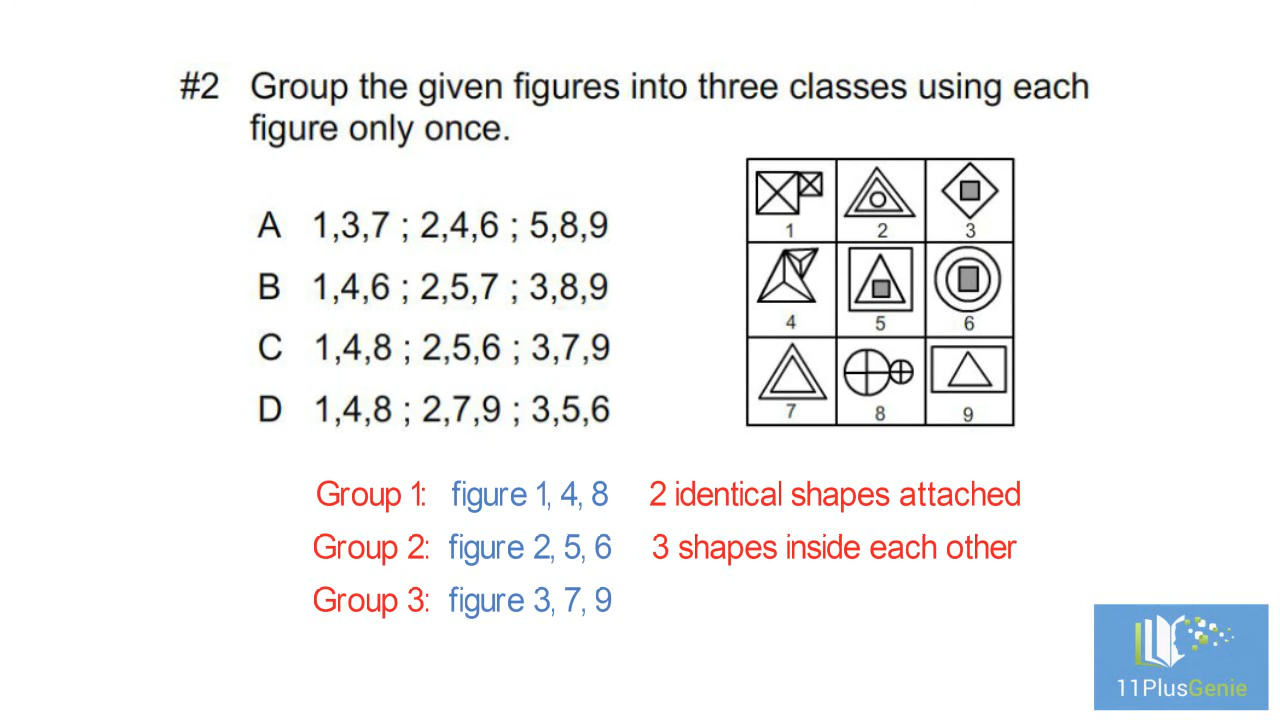 #2 Group the given figures into three classes using each
figure only once.
A 1,3,7 ; 2,4,6 ; 5,8,9
B 1,4,6 ; 2,5,7 ; 3,8,9
C 1,4,8 ; 2,5,6 ; 3,7,9
D 1,4,8 ; 2,7,9 ; 3,5,6
1 2 3
4 5 6
7 8 9
Group 1: figure 1, 4, 8 2 identical shapes attached
Group 2: figure 2, 5, 6 3 shapes inside each other
Group 3: figure 3, 7, 9
11PlusGenie